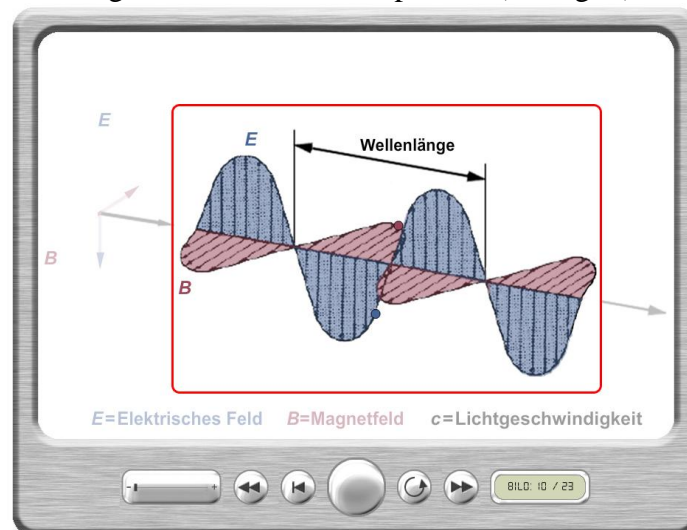 E
E
Wellenlänge
B
B
E=Elektrisches Feld B=Magnetfeld c=Lichtgeschwindigkeit
- +
BILD: 10 / 23